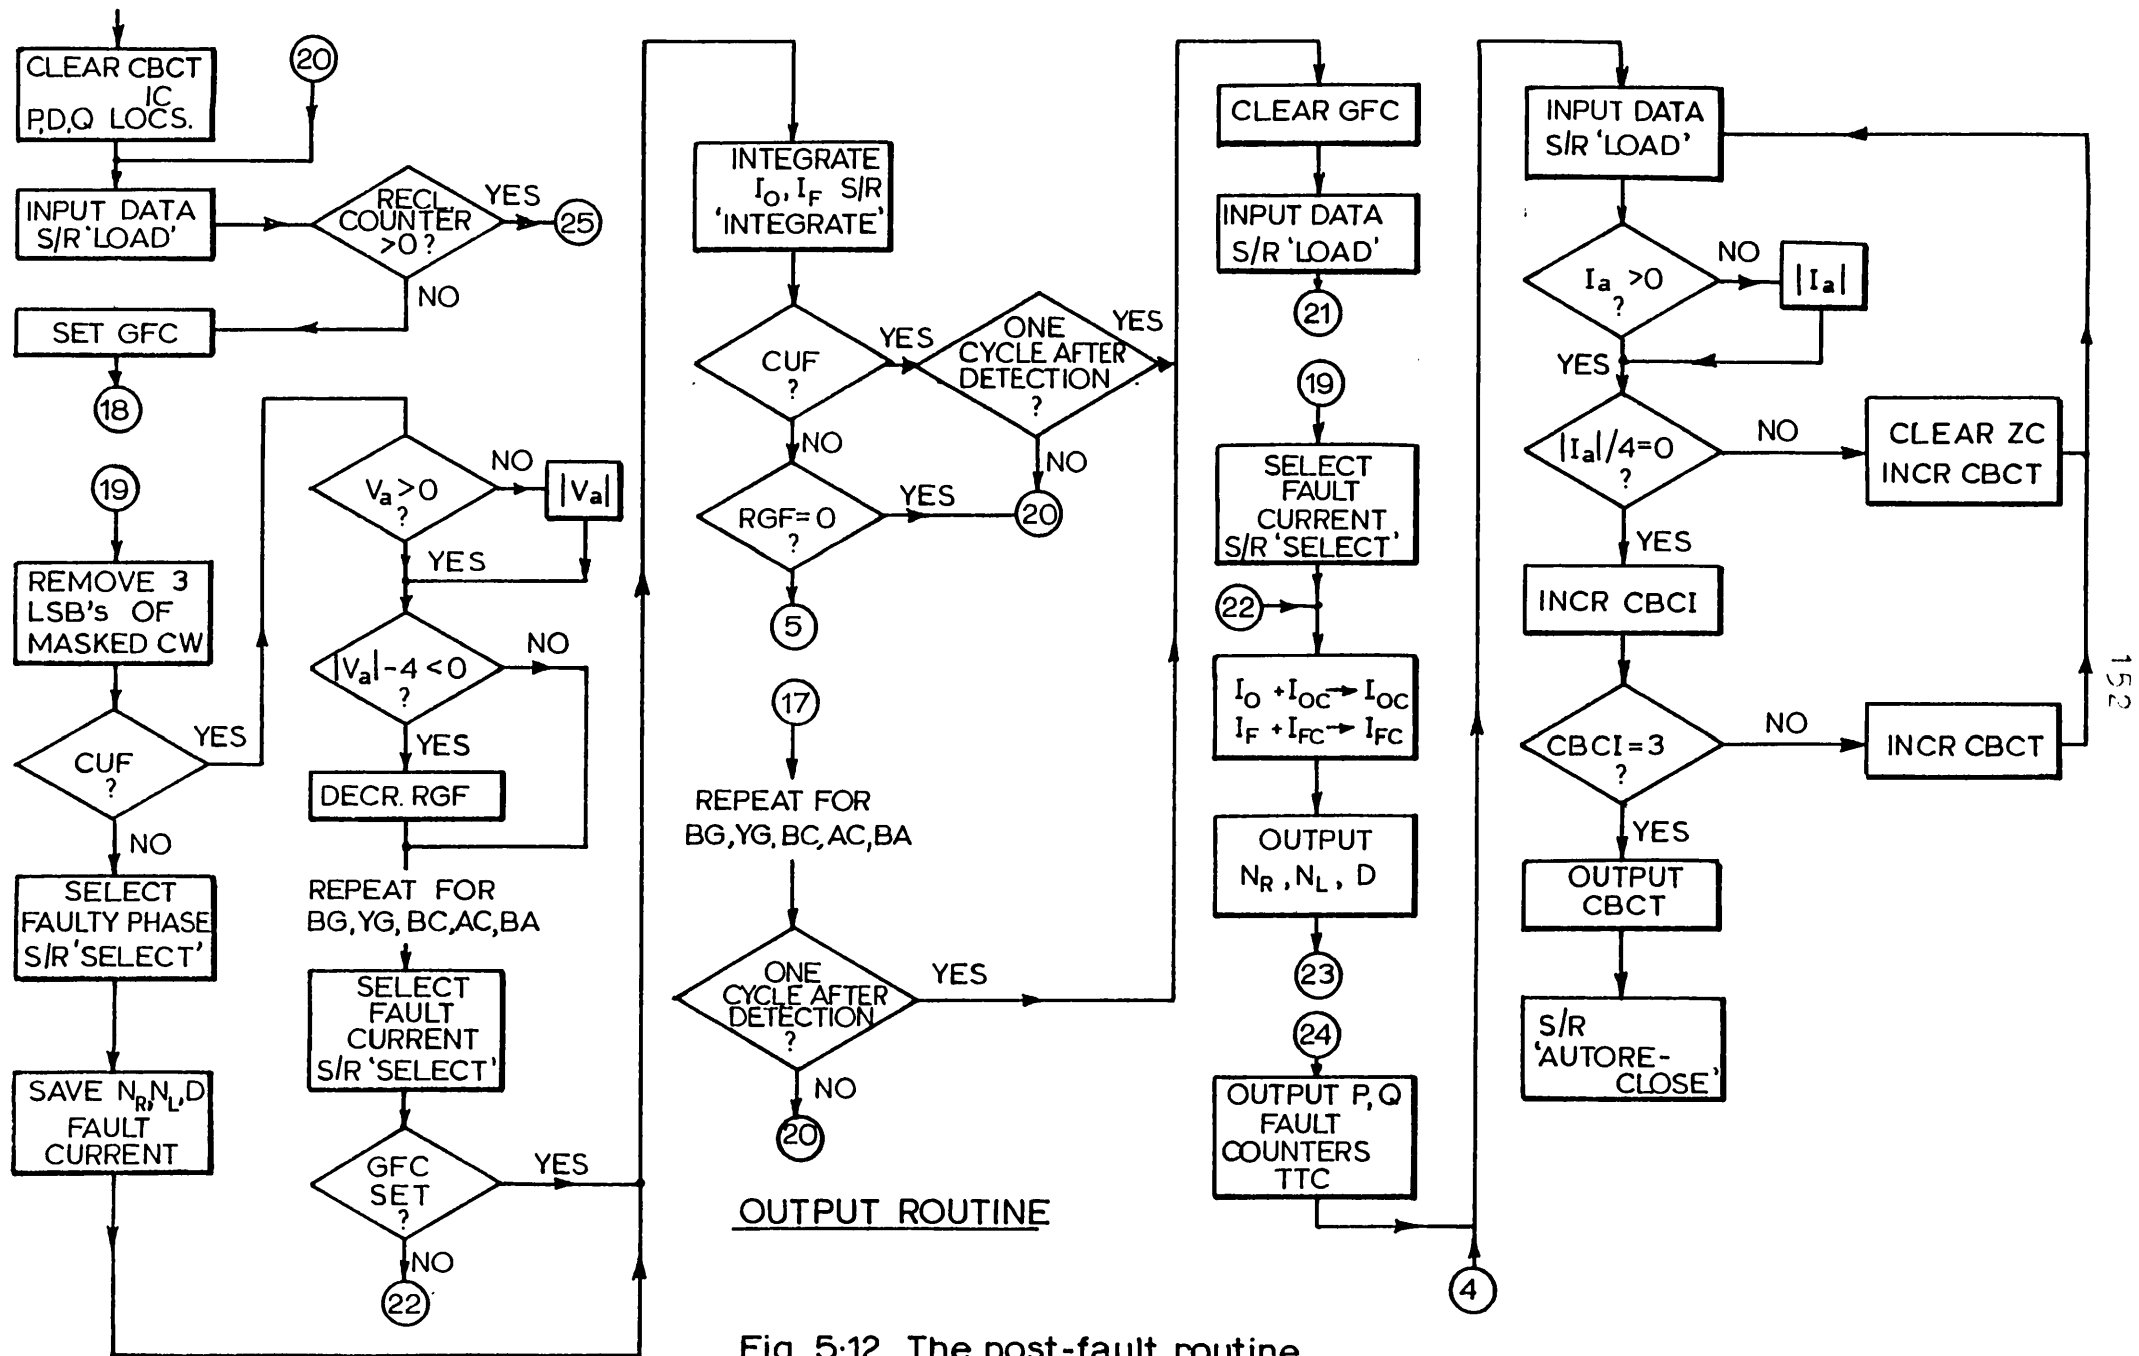 CLEAR CBCT
IC
P,D,Q LOCS.
20
INPUT DATA
S/R 'LOAD'
RECL.
COUNTER
>0 ?
YES
25
NO
SET GFC
18
19
REMOVE 3
LSB's OF
MASKED CW
CUF
?
YES
NO
SELECT
FAULTY PHASE
S/R 'SELECT'
SAVE NR,NL,D
FAULT
CURRENT
Va>0
?
NO
|Va|
YES
|Va|-4<0
?
NO
YES
DECR. RGF
REPEAT FOR
BG,YG,BC,AC,BA
SELECT
FAULT
CURRENT
S/R 'SELECT'
GFC
SET
?
YES
NO
22
INTEGRATE
IO, IF S/R
'INTEGRATE'
CUF
?
YES
NO
ONE
CYCLE AFTER
DETECTION
?
YES
NO
20
RGF=0
?
YES
5
17
REPEAT FOR
BG,YG,BC,AC,BA
ONE
CYCLE AFTER
DETECTION
?
YES
NO
20
OUTPUT ROUTINE
CLEAR GFC
INPUT DATA
S/R 'LOAD'
21
19
SELECT
FAULT
CURRENT
S/R 'SELECT'
22
IO +IOC→ IOC
IF +IFC→ IFC
OUTPUT
NR ,NL , D
23
24
OUTPUT P,Q
FAULT
COUNTERS
TTC
4
INPUT DATA
S/R 'LOAD'
Ia >0
?
NO
|Ia|
YES
|Ia|/4=0
?
NO
CLEAR ZC
INCR CBCT
YES
INCR CBCI
CBCI=3
?
NO
INCR CBCT
YES
OUTPUT
CBCT
S/R
'AUTORE-
CLOSE'
152
Fig. 5·12 The post-fault routine